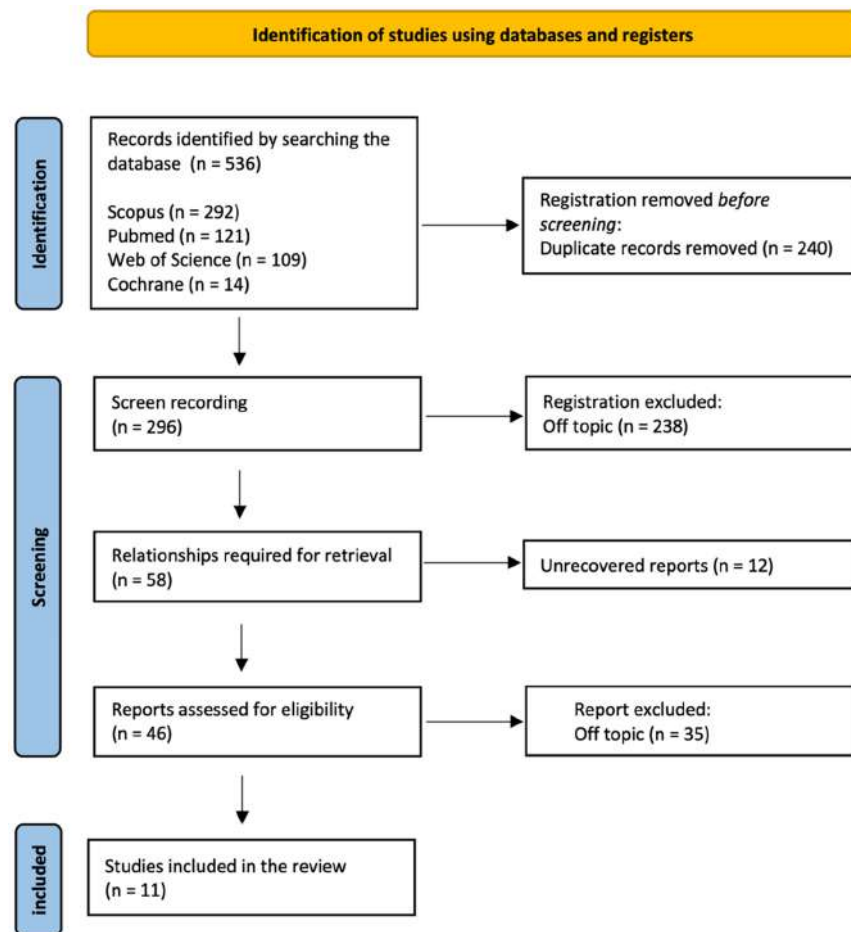 Identification of studies using databases and registers
Identification
Records identified by searching the
database (n = 536)
Scopus (n = 292)
Pubmed (n = 121)
Web of Science (n = 109)
Cochrane (n = 14)
Registration removed before
screening:
Duplicate records removed (n = 240)
Screening
Screen recording
(n = 296)
Registration excluded:
Off topic (n = 238)
Relationships required for retrieval
(n = 58)
Unrecovered reports (n = 12)
Reports assessed for eligibility
(n = 46)
Report excluded:
Off topic (n = 35)
included
Studies included in the review
(n = 11)